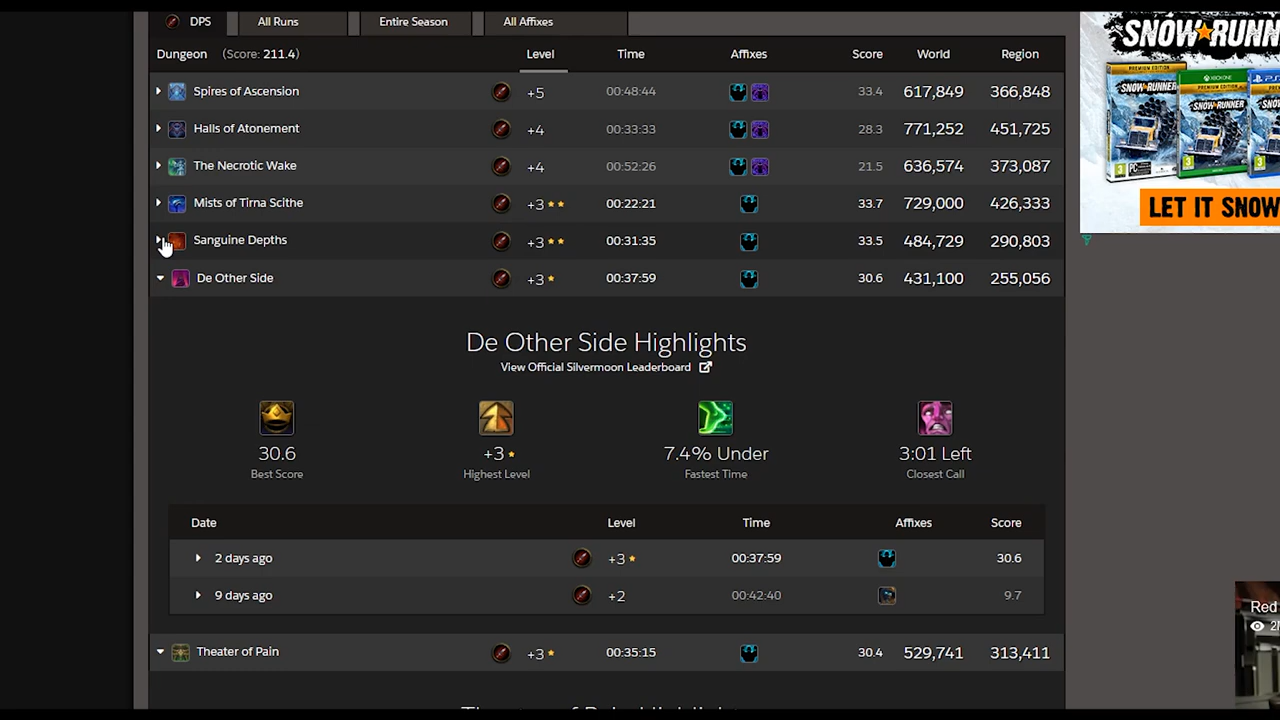 DPS All Runs Entire Season All Affixes
Dungeon (Score: 211.4) Level Time Affixes Score World Region
Spires of Ascension +5 00:48:44 33.4 617,849 366,848
Halls of Atonement +4 00:33:33 28.3 771,252 451,725
The Necrotic Wake +4 00:52:26 21.5 636,574 373,087
Mists of Tirna Scithe +3 00:22:21 33.7 729,000 426,333
Sanguine Depths +3 00:31:35 33.5 484,729 290,803
De Other Side +3 00:37:59 30.6 431,100 255,056
De Other Side Highlights
View Official Silvermoon Leaderboard
30.6 +3 7.4% Under 3:01 Left
Best Score Highest Level Fastest Time Closest Call
Date Level Time Affixes Score
2 days ago +3 00:37:59 30.6
9 days ago +2 00:42:40 9.7
Theater of Pain +3 00:35:15 30.4 529,741 313,411
SNOW RUNN
PREMIUM EDITION
XBOX ONE
SNOWRUNNER
LET IT SNOW
Red